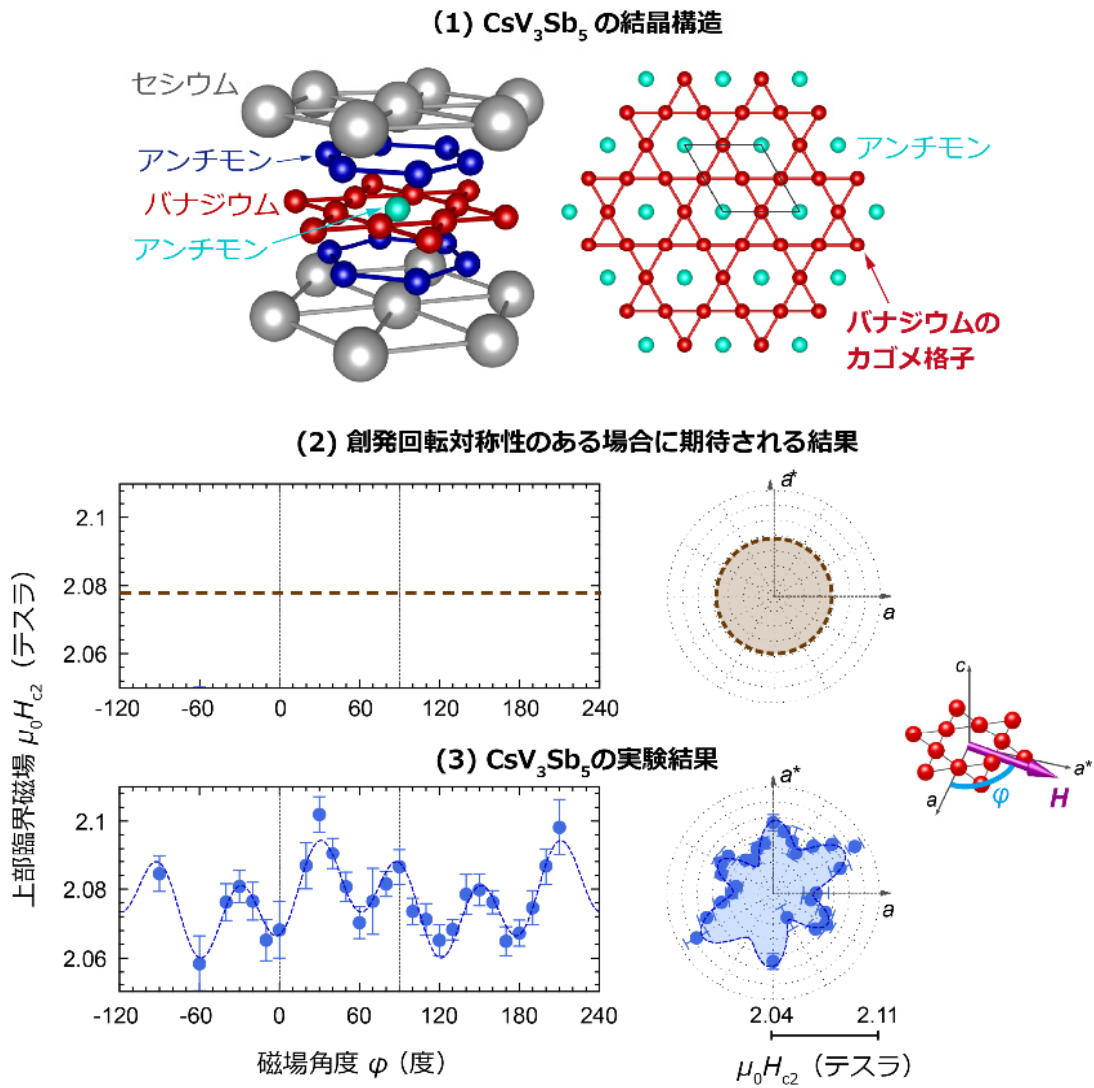 (1) CsV3Sb5 の結晶構造
セシウム
アンチモン
バナジウム
アンチモン
アンチモン
バナジウムの
カゴメ格子
(2) 創発回転対称性のある場合に期待される結果
上部臨界磁場 μ0Hc2（テスラ）
2.1
2.08
2.06
-120 -60 0 60 120 180 240
a*
a
c
a*
a
φ
H
(3) CsV3Sb5の実験結果
2.1
2.08
2.06
-120 -60 0 60 120 180 240
磁場角度 φ（度）
a*
a
2.04 2.11
μ0Hc2（テスラ）